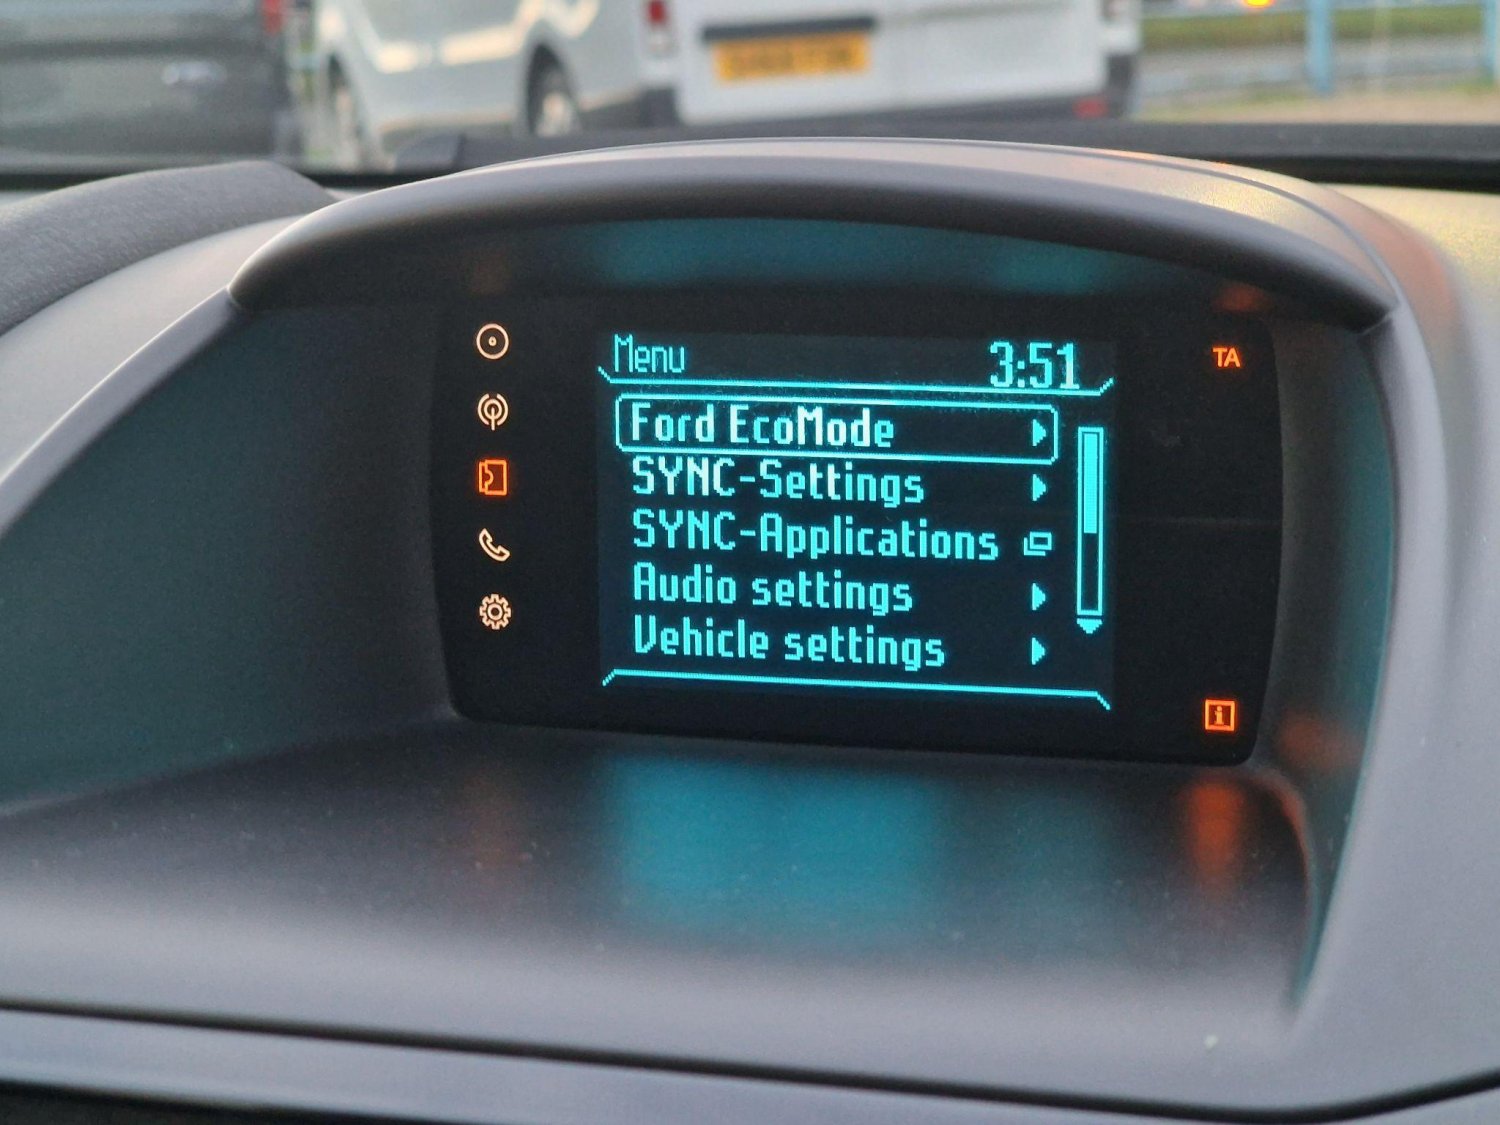 Menu 3:51 TA
Ford EcoMode
SYNC-Settings
SYNC-Applications
Audio settings
Vehicle settings
i